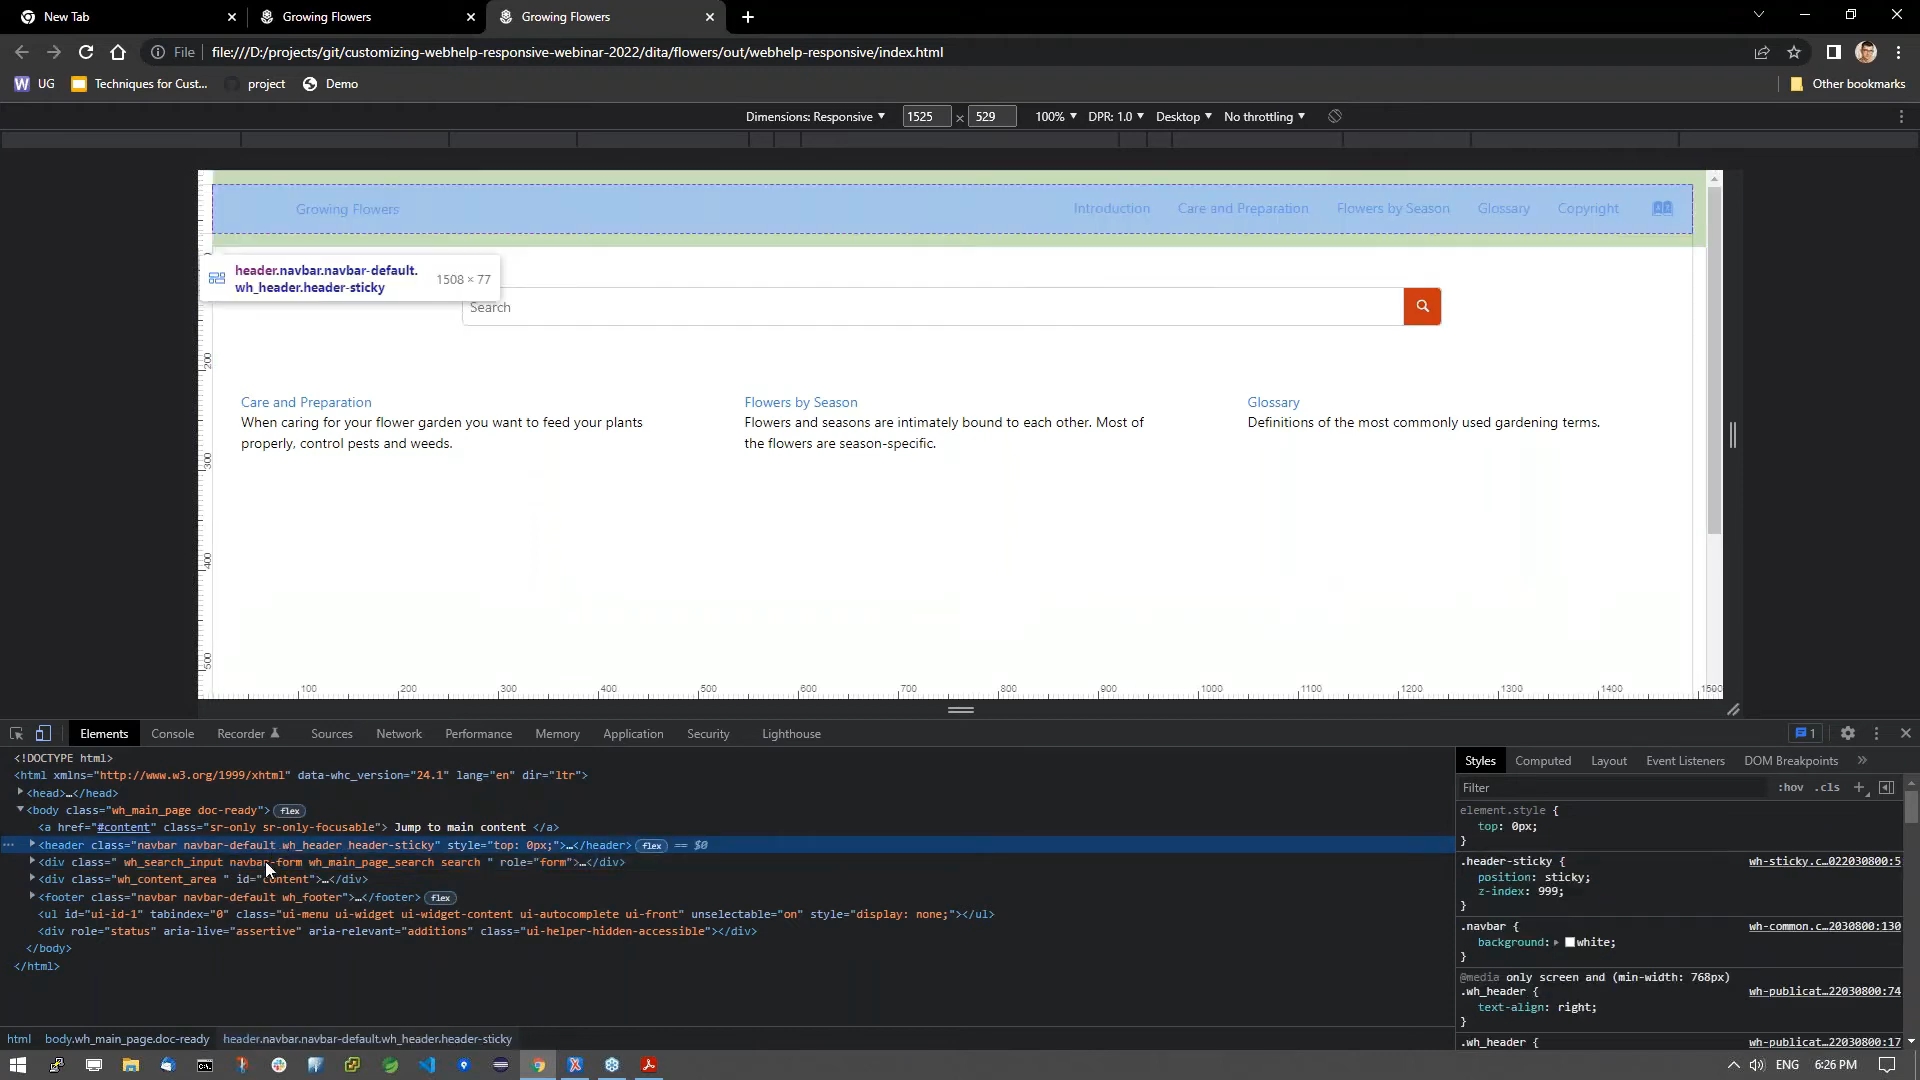 New Tab
Growing Flowers
Growing Flowers
File file:///D:/projects/git/customizing-webhelp-responsive-webinar-2022/dita/flowers/out/webhelp-responsive/index.html
UG Techniques for Cust... project Demo Other bookmarks
Dimensions: Responsive 1525 × 529 100% DPR: 1.0 Desktop No throttling
Growing Flowers Introduction Care and Preparation Flowers by Season Glossary Copyright
header.navbar.navbar-default.
wh_header.header-sticky
1508 × 77
Search
Care and Preparation
When caring for your flower garden you want to feed your plants
properly, control pests and weeds.
Flowers by Season
Flowers and seasons are intimately bound to each other. Most of
the flowers are season-specific.
Glossary
Definitions of the most commonly used gardening terms.
200
300
400
500
100 200 300 400 500 600 700 800 900 1000 1100 1200 1300 1400 1500
Elements Console Recorder Sources Network Performance Memory Application Security Lighthouse 1
<!DOCTYPE html>
<html xmlns="http://www.w3.org/1999/xhtml" data-whc_version="24.1" lang="en" dir="ltr">
<head>…</head>
<body class="wh_main_page doc-ready"> flex
<a href="#content" class="sr-only sr-only-focusable"> Jump to main content </a>
<header class="navbar navbar-default wh_header header-sticky" style="top: 0px;">…</header> flex == $0
<div class=" wh_search_input navbar-form wh_main_page_search search " role="form">…</div>
<div class="wh_content_area " id="content">…</div>
<footer class="navbar navbar-default wh_footer">…</footer> flex
<ul id="ui-id-1" tabindex="0" class="ui-menu ui-widget ui-widget-content ui-autocomplete ui-front" unselectable="on" style="display: none;"></ul>
<div role="status" aria-live="assertive" aria-relevant="additions" class="ui-helper-hidden-accessible"></div>
</body>
</html>
html body.wh_main_page.doc-ready header.navbar.navbar-default.wh_header.header-sticky
Styles Computed Layout Event Listeners DOM Breakpoints
Filter :hov .cls
element.style {
top: 0px;
}
.header-sticky { wh-sticky.c…022030800:5
position: sticky;
z-index: 999;
}
.navbar { wh-common.c…2030800:130
background: white;
}
@media only screen and (min-width: 768px)
.wh_header { wh-publicat…22030800:74
text-align: right;
}
.wh_header { wh-publicat…22030800:17
ENG 6:26 PM